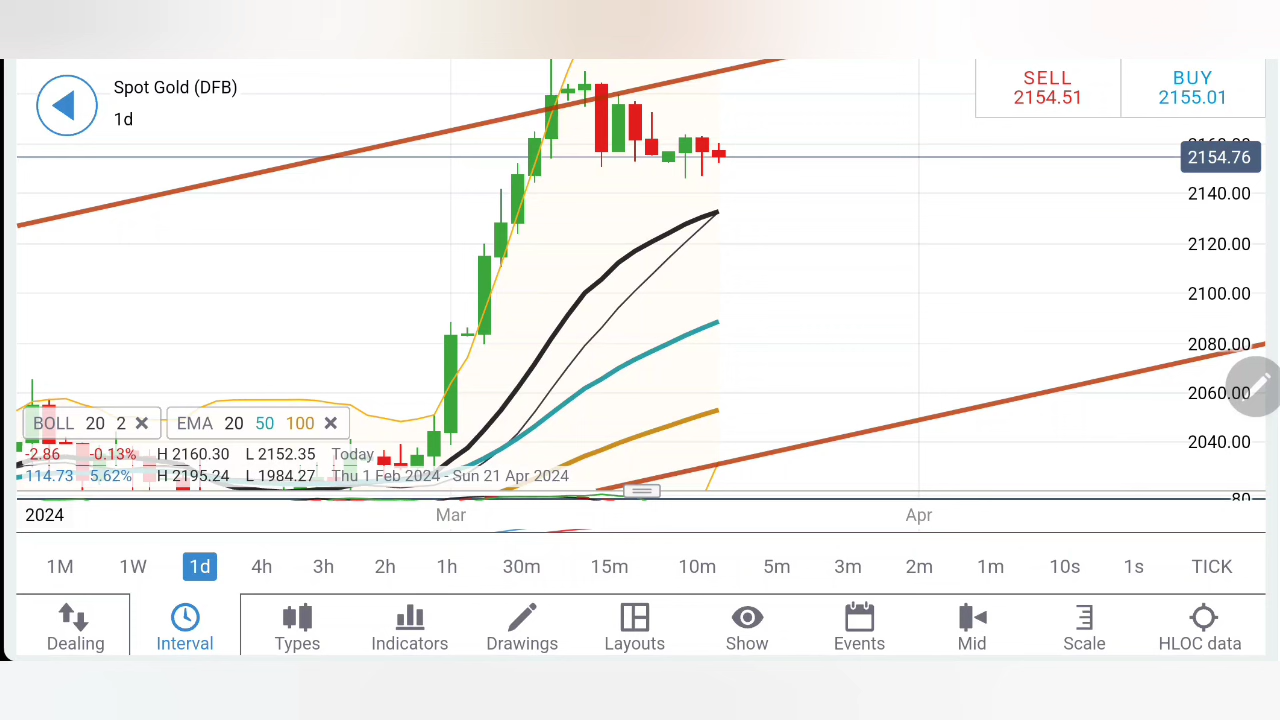 Spot Gold (DFB)
1d
SELL
2154.51
BUY
2155.01
2154.76
2140.00
2120.00
2100.00
2080.00
2060.00
2040.00
BOLL 20 2
EMA 20 50 100
-2.86 -0.13% H 2160.30 L 2152.35 Today
114.73 5.62% H 2195.24 L 1984.27 Thu 1 Feb 2024 - Sun 21 Apr 2024
80
2024 Mar Apr
1M 1W 1d 4h 3h 2h 1h 30m 15m 10m 5m 3m 2m 1m 10s 1s TICK
Dealing Interval Types Indicators Drawings Layouts Show Events Mid Scale HLOC data